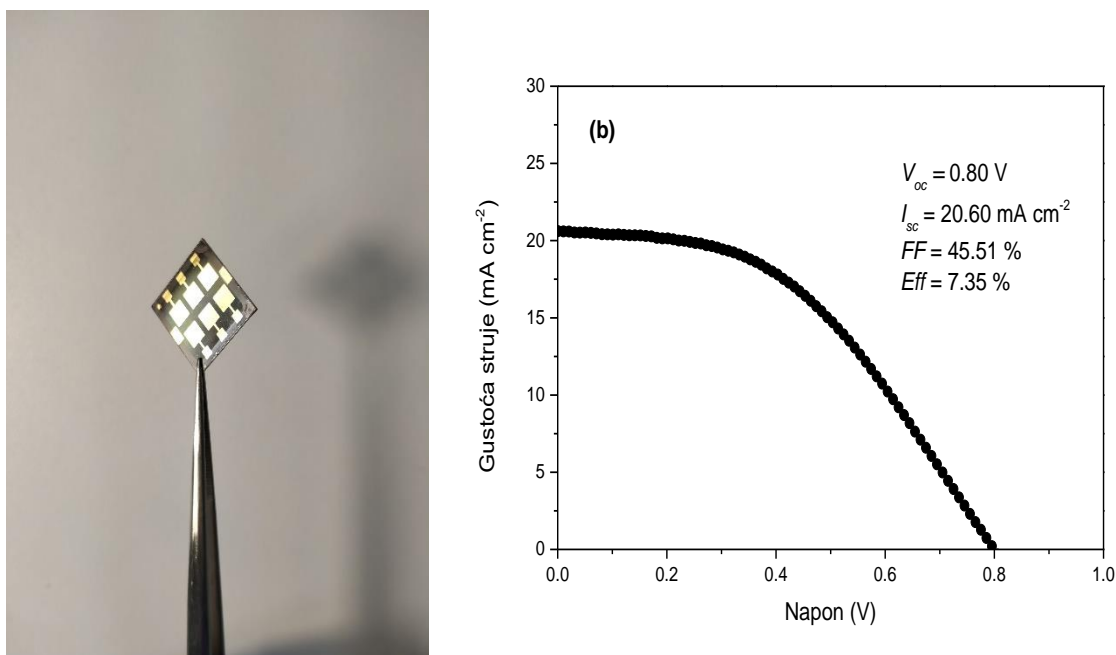 (b)
V_oc = 0.80 V
I_sc = 20.60 mA cm^-2
FF = 45.51 %
Eff = 7.35 %
Gustoća struje (mA cm^-2)
30
25
20
15
10
5
0
0.0 0.2 0.4 0.6 0.8 1.0
Napon (V)